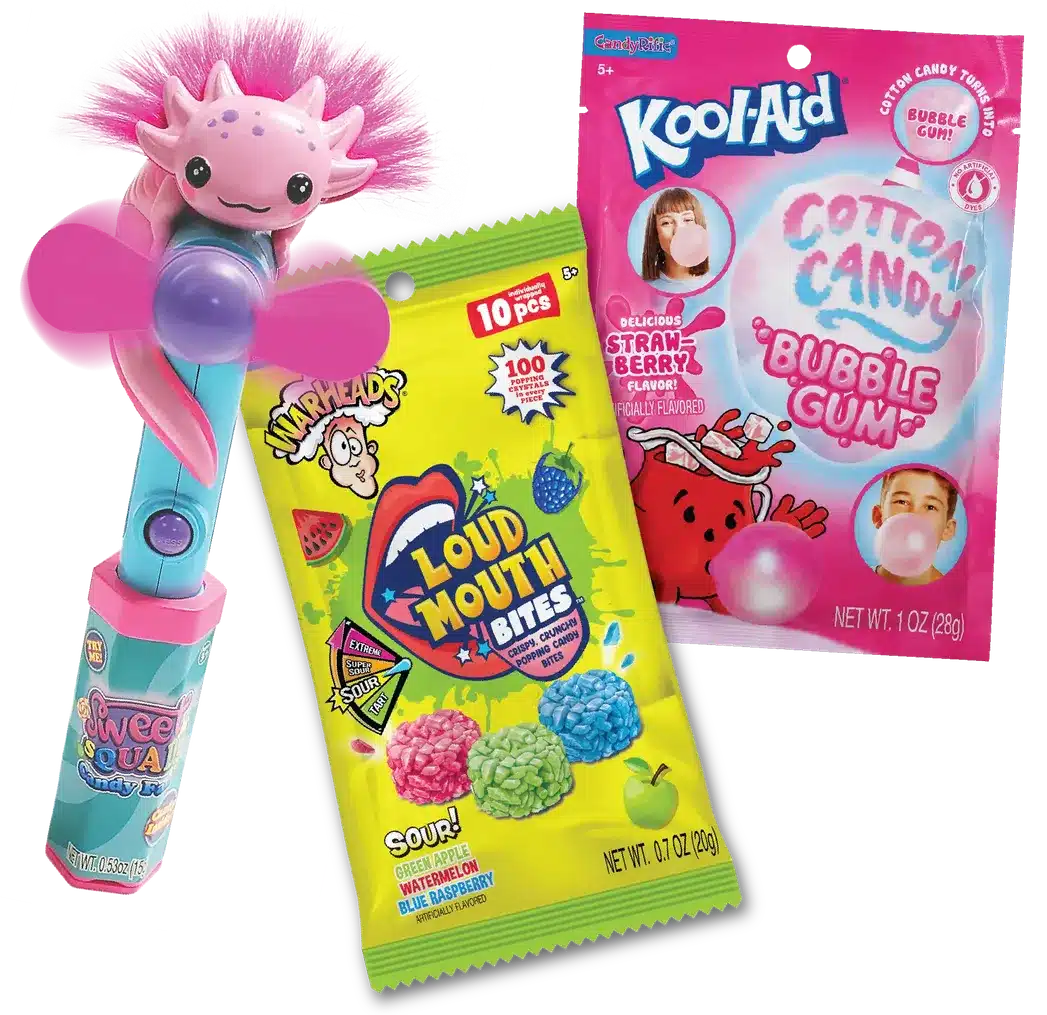 TRY
ME!
Sweet
SQUA
Candy Fa
NET WT. 0.53oz (15
10 pcs
individually
wrapped
5+
100
POPPING
CRYSTALS
in every
PIECE
WARHEADS®
LOUD
MOUTH
BITES™
CRISPY, CRUNCHY
POPPING CANDY
BITES
EXTREME
SUPER
SOUR
SOUR
TART
SOUR!
GREEN APPLE
WATERMELON
BLUE RASPBERRY
ARTIFICIALLY FLAVORED
NET WT. 0.7 OZ (20g)
CandyRific®
5+
Kool-Aid®
COTTON CANDY TURNS INTO
BUBBLE
GUM!
NO ARTIFICIAL
DYES
COTTON
CANDY
BUBBLE
GUM
DELICIOUS
STRAW-
BERRY
FLAVOR!
IFICIALLY FLAVORED
NET WT. 1 OZ (28g)